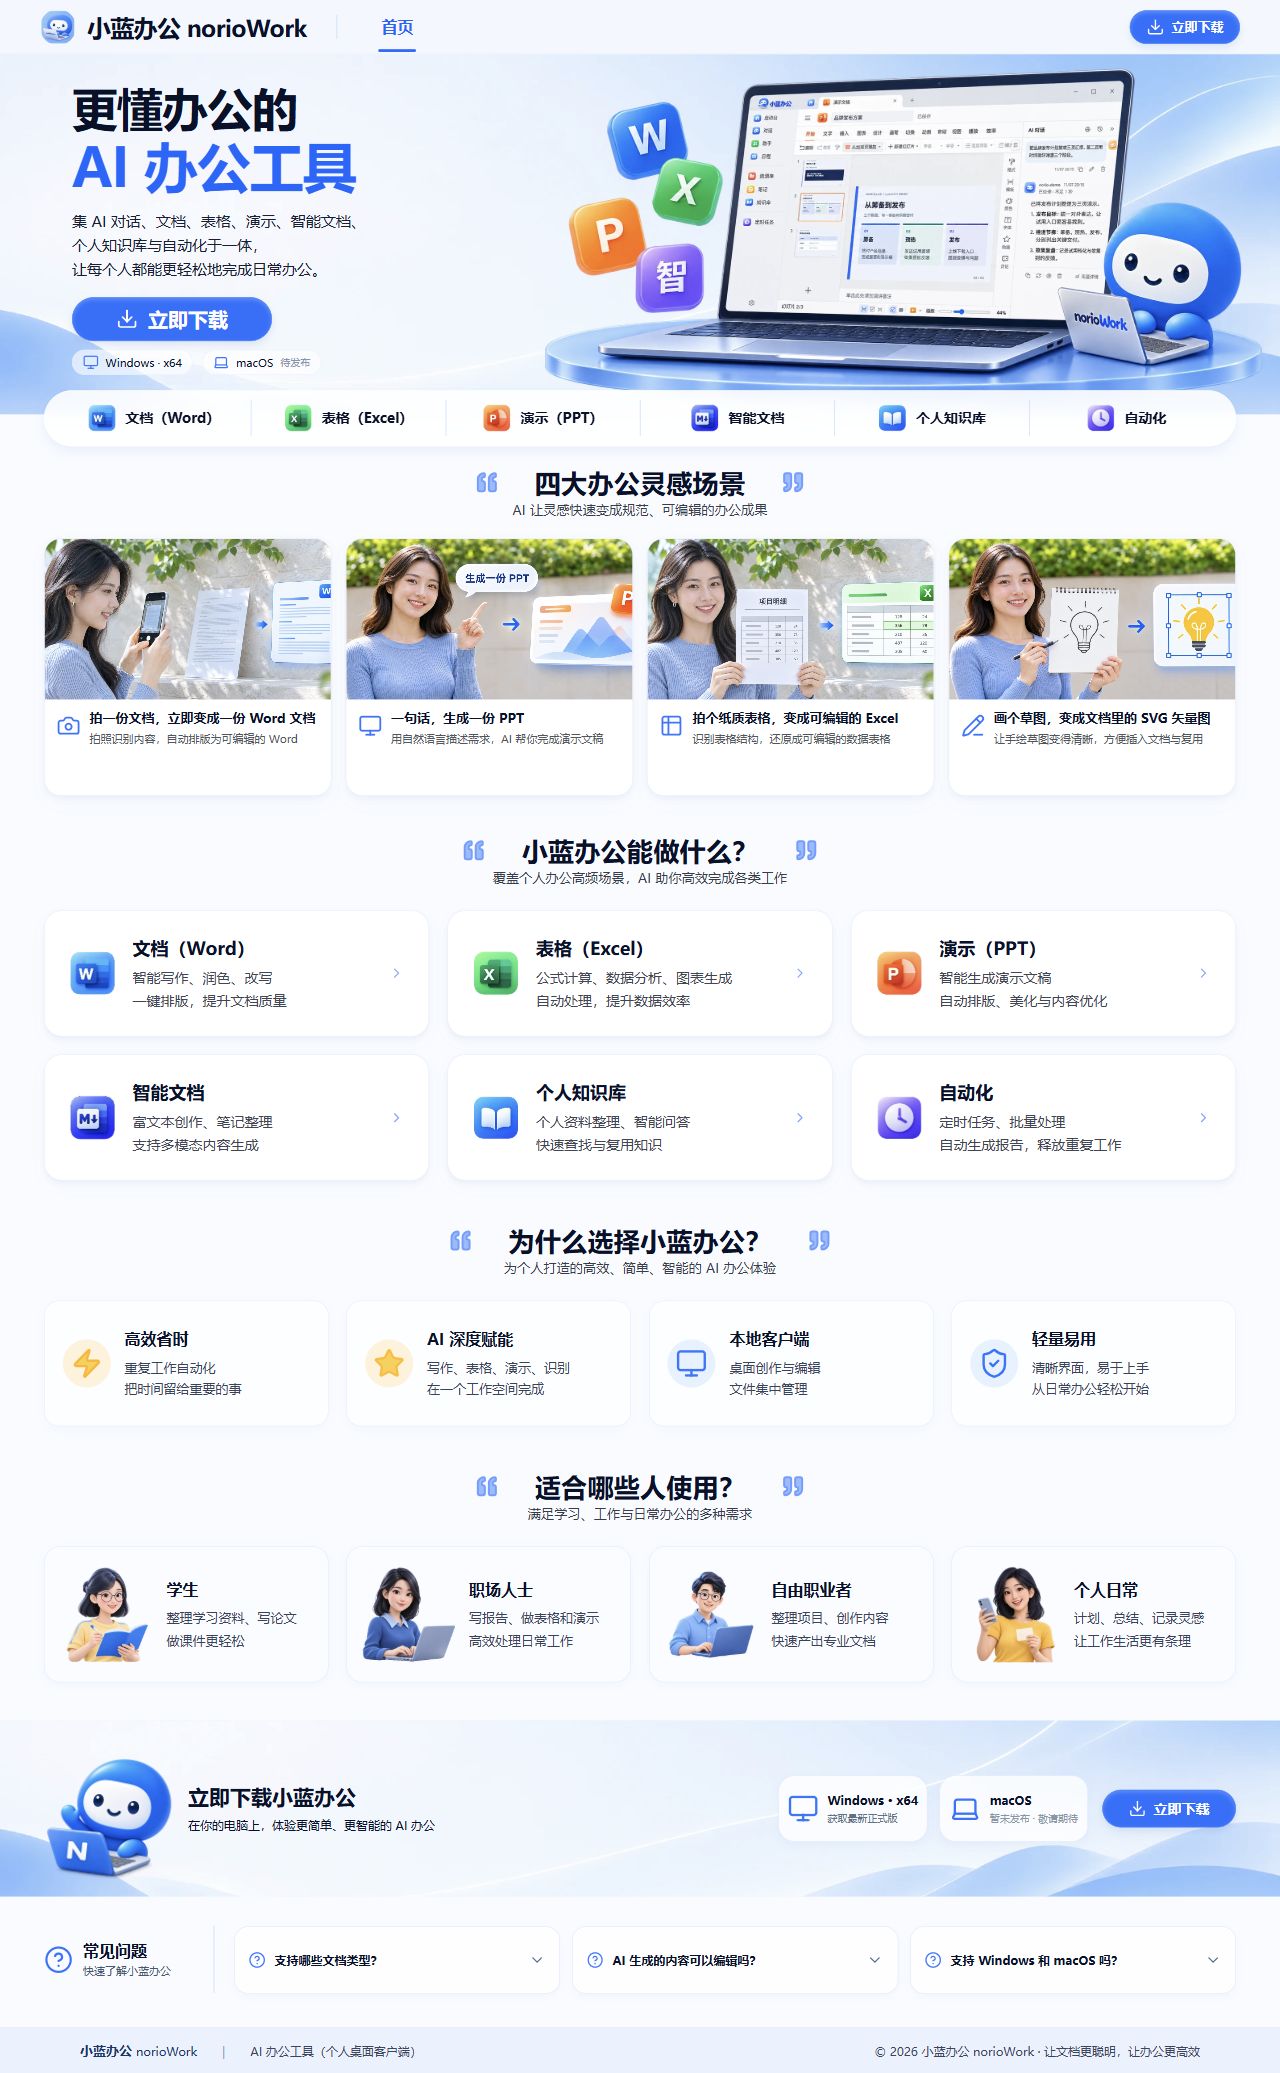 小蓝办公 norioWork
首页
立即下载
更懂办公的
AI 办公工具
集 AI 对话、文档、表格、演示、智能文档、
个人知识库与自动化于一体，
让每个人都能更轻松地完成日常办公。
立即下载
Windows · x64
macOS 待发布
W
X
P
智
小蓝办公
从筹备到发布
筹备
预热
发布
AI 对话
norioWork
文档（Word）
表格（Excel）
演示（PPT）
智能文档
个人知识库
自动化
四大办公灵感场景
AI 让灵感快速变成规范、可编辑的办公成果
生成一份 PPT
项目明细
拍一份文档，立即变成一份 Word 文档
拍照识别内容，自动排版为可编辑的 Word
一句话，生成一份 PPT
用自然语言描述需求，AI 帮你完成演示文稿
拍个纸质表格，变成可编辑的 Excel
识别表格结构，还原成可编辑的数据表格
画个草图，变成文档里的 SVG 矢量图
让手绘草图变得清晰，方便插入文档与复用
小蓝办公能做什么？
覆盖个人办公高频场景，AI 助你高效完成各类工作
文档（Word）
智能写作、润色、改写
一键排版，提升文档质量
表格（Excel）
公式计算、数据分析、图表生成
自动处理，提升数据效率
演示（PPT）
智能生成演示文稿
自动排版、美化与内容优化
智能文档
富文本创作、笔记整理
支持多模态内容生成
个人知识库
个人资料整理、智能问答
快速查找与复用知识
自动化
定时任务、批量处理
自动生成报告，释放重复工作
为什么选择小蓝办公？
为个人打造的高效、简单、智能的 AI 办公体验
高效省时
重复工作自动化
把时间留给重要的事
AI 深度赋能
写作、表格、演示、识别
在一个工作空间完成
本地客户端
桌面创作与编辑
文件集中管理
轻量易用
清晰界面，易于上手
从日常办公轻松开始
适合哪些人使用？
满足学习、工作与日常办公的多种需求
学生
整理学习资料、写论文
做课件更轻松
职场人士
写报告、做表格和演示
高效处理日常工作
自由职业者
整理项目、创作内容
快速产出专业文档
个人日常
计划、总结、记录灵感
让工作生活更有条理
N
立即下载小蓝办公
在你的电脑上，体验更简单、更智能的 AI 办公
Windows • x64
获取最新正式版
macOS
暂未发布 · 敬请期待
立即下载
常见问题
快速了解小蓝办公
支持哪些文档类型？
AI 生成的内容可以编辑吗？
支持 Windows 和 macOS 吗？
小蓝办公 norioWork | AI 办公工具（个人桌面客户端）
© 2026 小蓝办公 norioWork · 让文档更聪明，让办公更高效